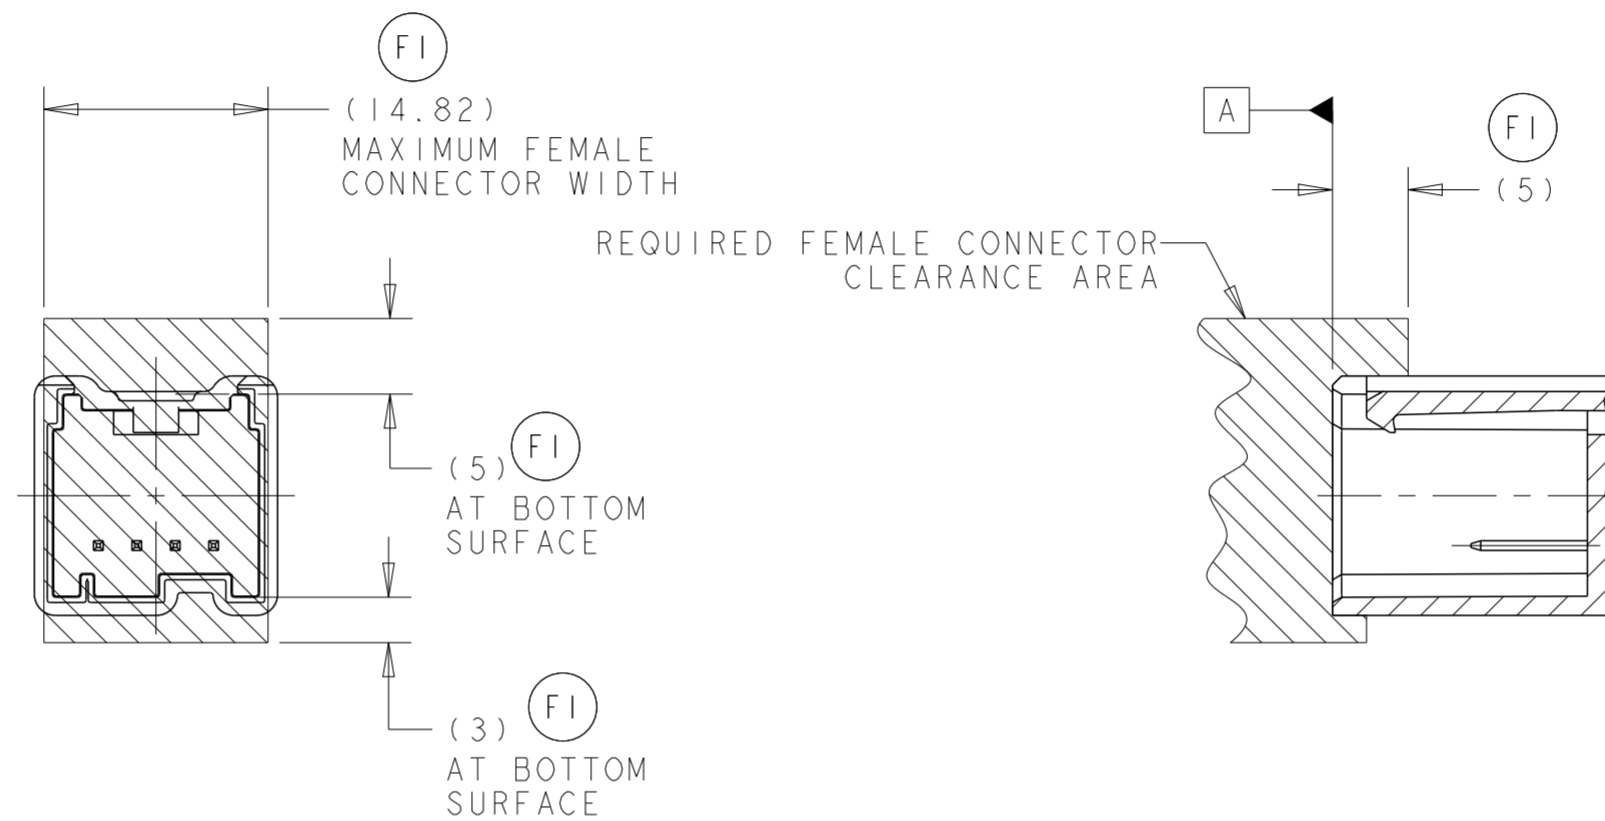 F1
(14.82)
MAXIMUM FEMALE
CONNECTOR WIDTH
A
F1
(5)
REQUIRED FEMALE CONNECTOR
CLEARANCE AREA
(5)
F1
AT BOTTOM
SURFACE
(3)
F1
AT BOTTOM
SURFACE